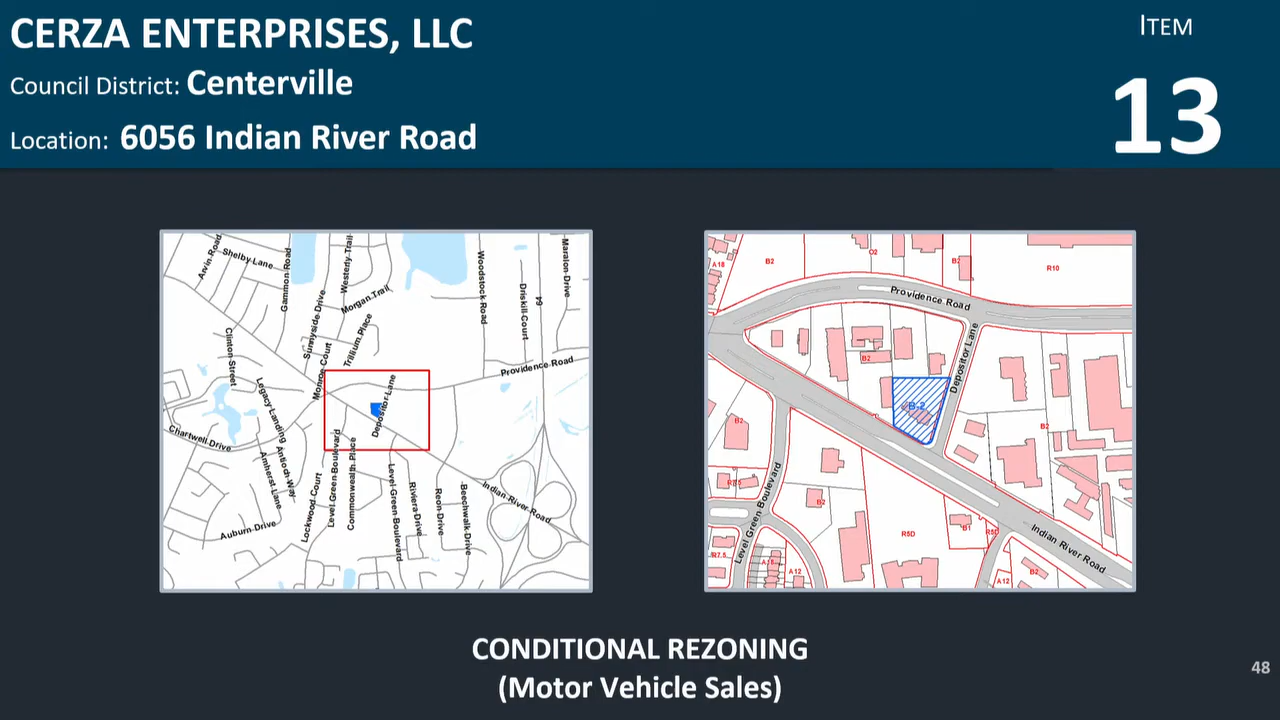 CERZA ENTERPRISES, LLC
Council District: Centerville
Location: 6056 Indian River Road
ITEM
13
Arvin Road
Shelby Lane
Gammon Road
Westerly Trail
Morgan Trail
Sunnyside Drive
Trillium Place
Monroe Court
Woodstock Road
Driskill Court
64
Maralon Drive
Providence Road
Clinton Street
Legacy Landing
Antioch Way
Amherst Lane
Chartwell Drive
Auburn Drive
Lockwood Court
Level Green Boulevard
Commonwealth Place
Depositor Lane
Level Green Boulevard
Riviera Drive
Reon Drive
Beechwalk Drive
Indian River Road
A18
B2
O2
R10
Providence Road
Depositor Lane
B2
B-2
B2
B2
B2
R5D
B1
R5D
R7.5
A12
A12
B2
Level Green Boulevard
Indian River Road
CONDITIONAL REZONING
(Motor Vehicle Sales)
48